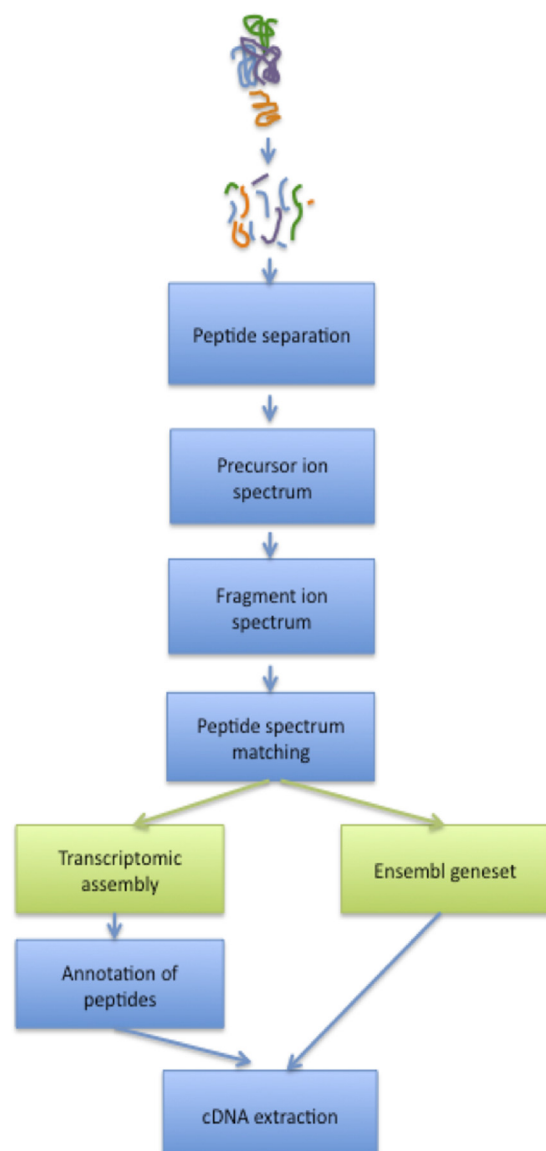 Peptide separation
Precursor ion
spectrum
Fragment ion
spectrum
Peptide spectrum
matching
Transcriptomic
assembly
Ensembl geneset
Annotation of
peptides
cDNA extraction